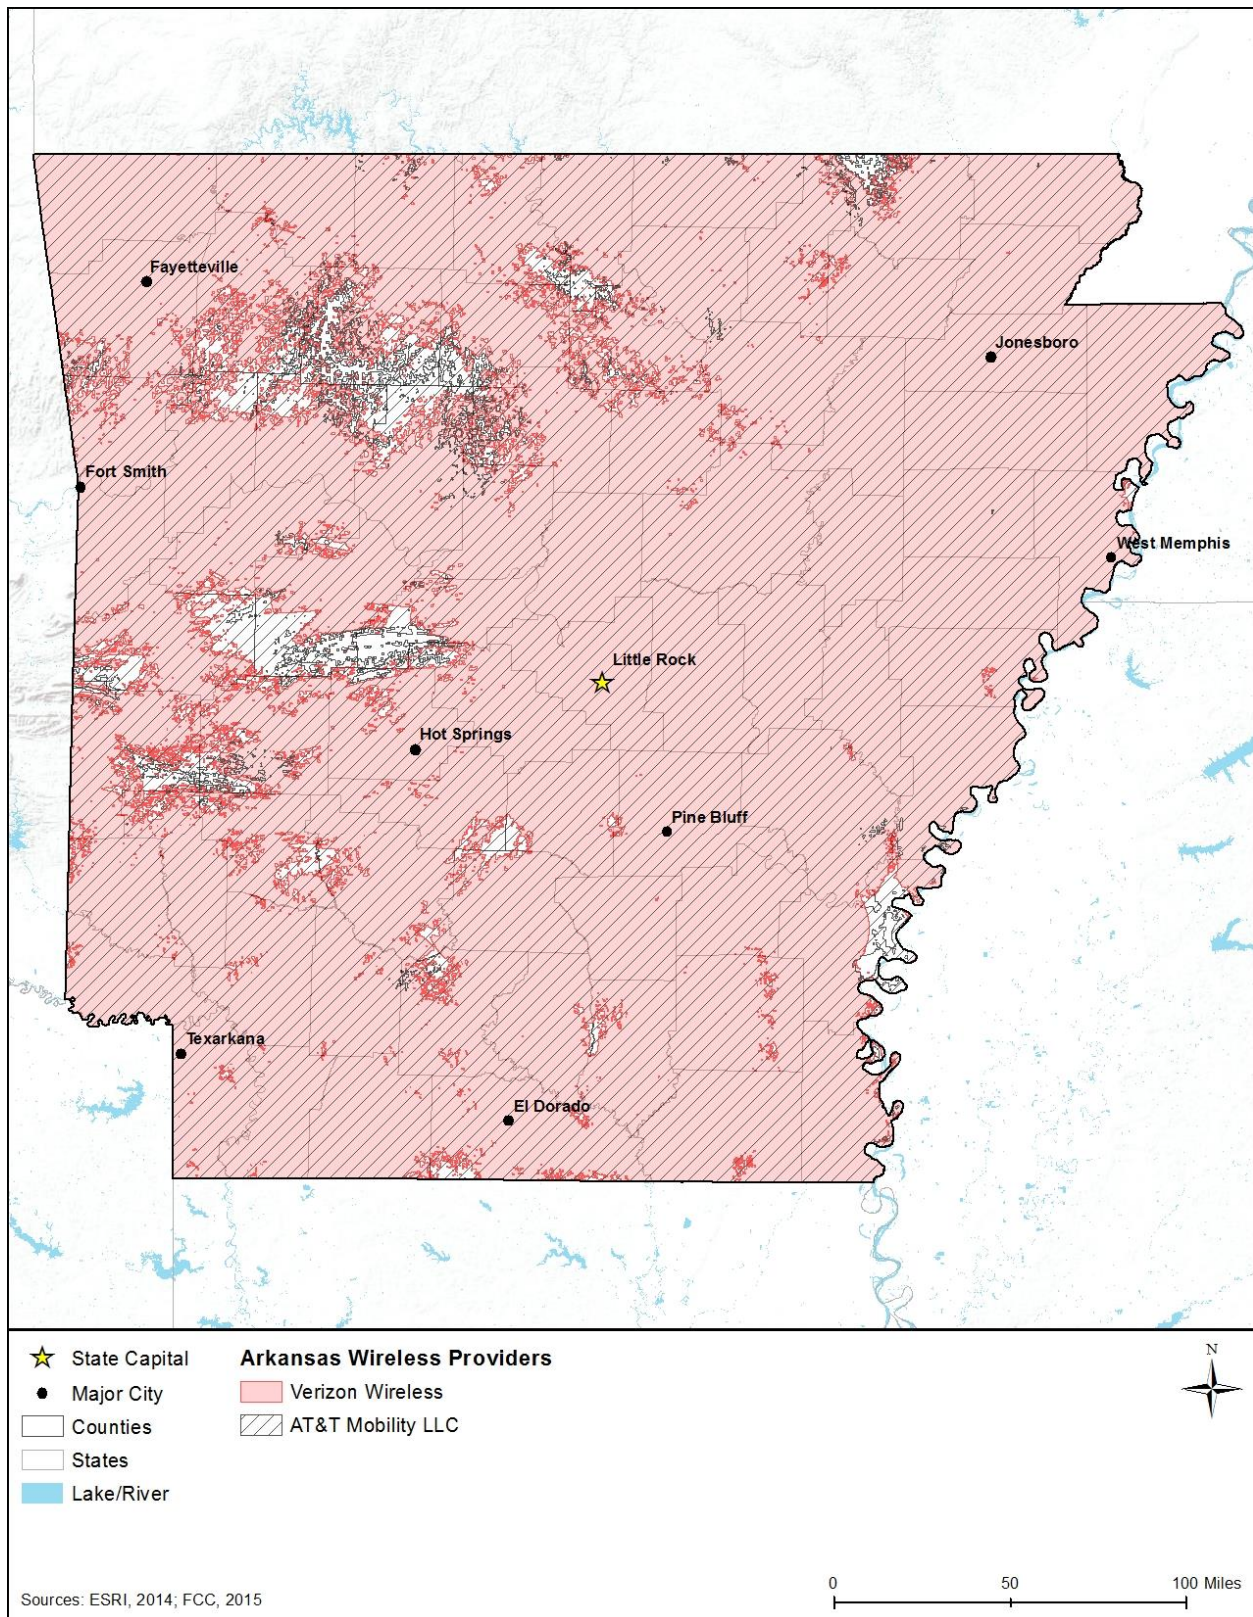 Fayetteville
Jonesboro
Fort Smith
West Memphis
Little Rock
Hot Springs
Pine Bluff
Texarkana
El Dorado
State Capital
Major City
Counties
States
Lake/River
Arkansas Wireless Providers
Verizon Wireless
AT&T Mobility LLC
N
0 50 100 Miles
Sources: ESRI, 2014; FCC, 2015